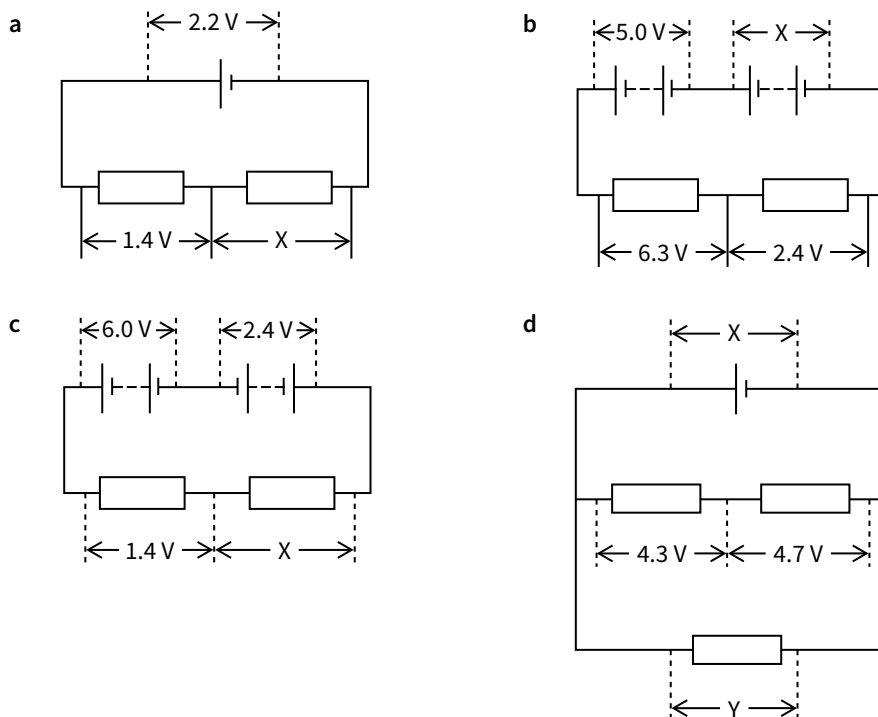 a
2.2 V
1.4 V
X
b
5.0 V
X
6.3 V
2.4 V
c
6.0 V
2.4 V
1.4 V
X
d
X
4.3 V
4.7 V
Y